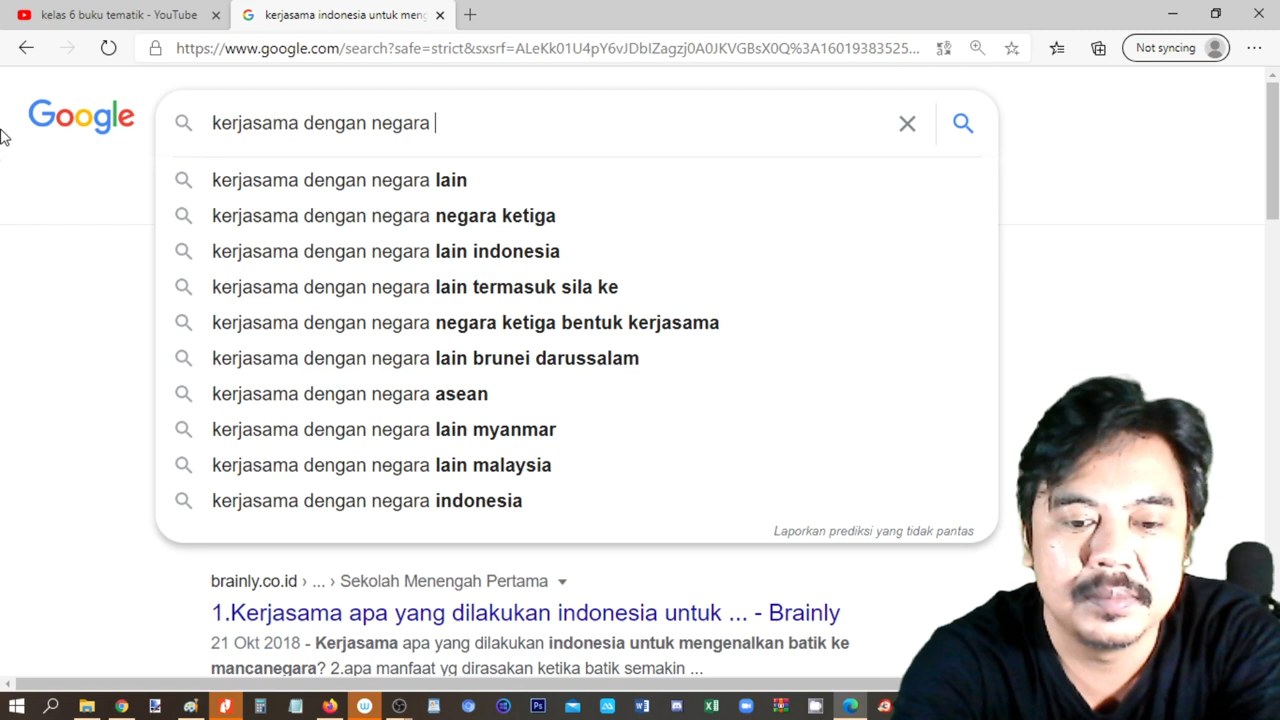 kelas 6 buku tematik - YouTube
kerjasama indonesia untuk meng
https://www.google.com/search?safe=strict&sxsrf=ALeKk01U4pY6vJDbIZagzj0A0JKVGBsX0Q%3A16019383525...
Not syncing
Google
kerjasama dengan negara
kerjasama dengan negara lain
kerjasama dengan negara negara ketiga
kerjasama dengan negara lain indonesia
kerjasama dengan negara lain termasuk sila ke
kerjasama dengan negara negara ketiga bentuk kerjasama
kerjasama dengan negara lain brunei darussalam
kerjasama dengan negara asean
kerjasama dengan negara lain myanmar
kerjasama dengan negara lain malaysia
kerjasama dengan negara indonesia
Laporkan prediksi yang tidak pantas
brainly.co.id › ... › Sekolah Menengah Pertama
1.Kerjasama apa yang dilakukan indonesia untuk ... - Brainly
21 Okt 2018 - Kerjasama apa yang dilakukan indonesia untuk mengenalkan batik ke
mancanegara? 2.apa manfaat yg dirasakan ketika batik semakin ...